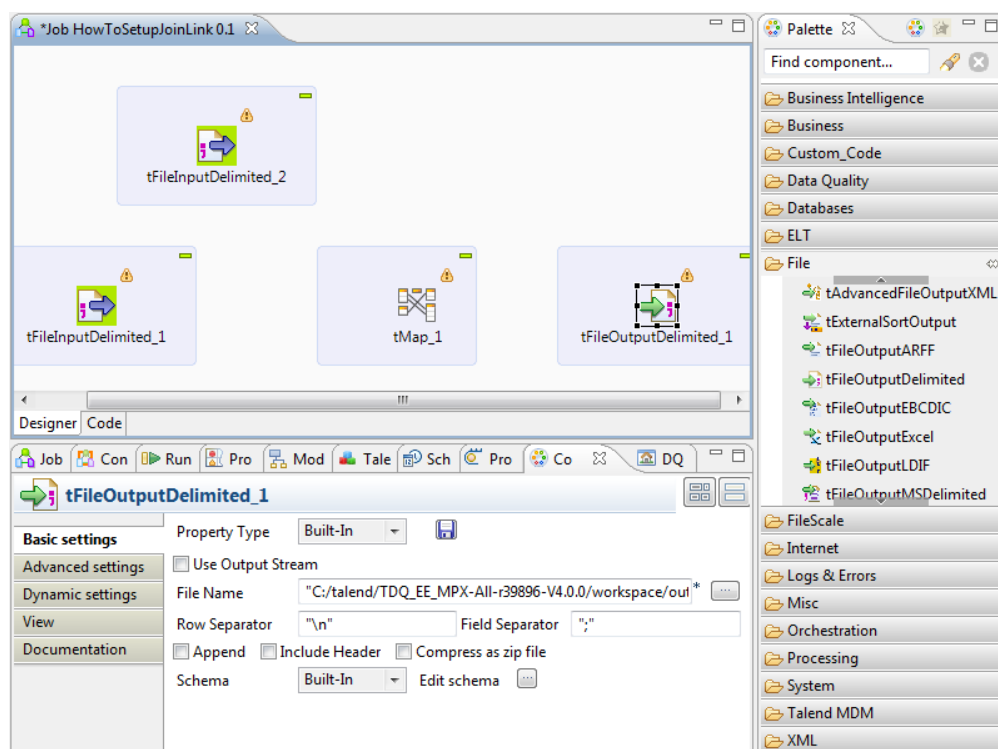 *Job HowToSetupJoinLink 0.1
tFileInputDelimited_2
tFileInputDelimited_1
tMap_1
tFileOutputDelimited_1
Designer Code
Job Con Run Pro Mod Tale Sch Pro Co DQ
tFileOutputDelimited_1
Basic settings
Advanced settings
Dynamic settings
View
Documentation
Property Type Built-In
Use Output Stream
File Name "C:/talend/TDQ_EE_MPX-All-r39896-V4.0.0/workspace/out * ...
Row Separator "\n" Field Separator ";"
Append Include Header Compress as zip file
Schema Built-In Edit schema ...
Palette
Find component...
Business Intelligence
Business
Custom_Code
Data Quality
Databases
ELT
File
tAdvancedFileOutputXML
tExternalSortOutput
tFileOutputARFF
tFileOutputDelimited
tFileOutputEBCDIC
tFileOutputExcel
tFileOutputLDIF
tFileOutputMSDelimited
FileScale
Internet
Logs & Errors
Misc
Orchestration
Processing
System
Talend MDM
XML